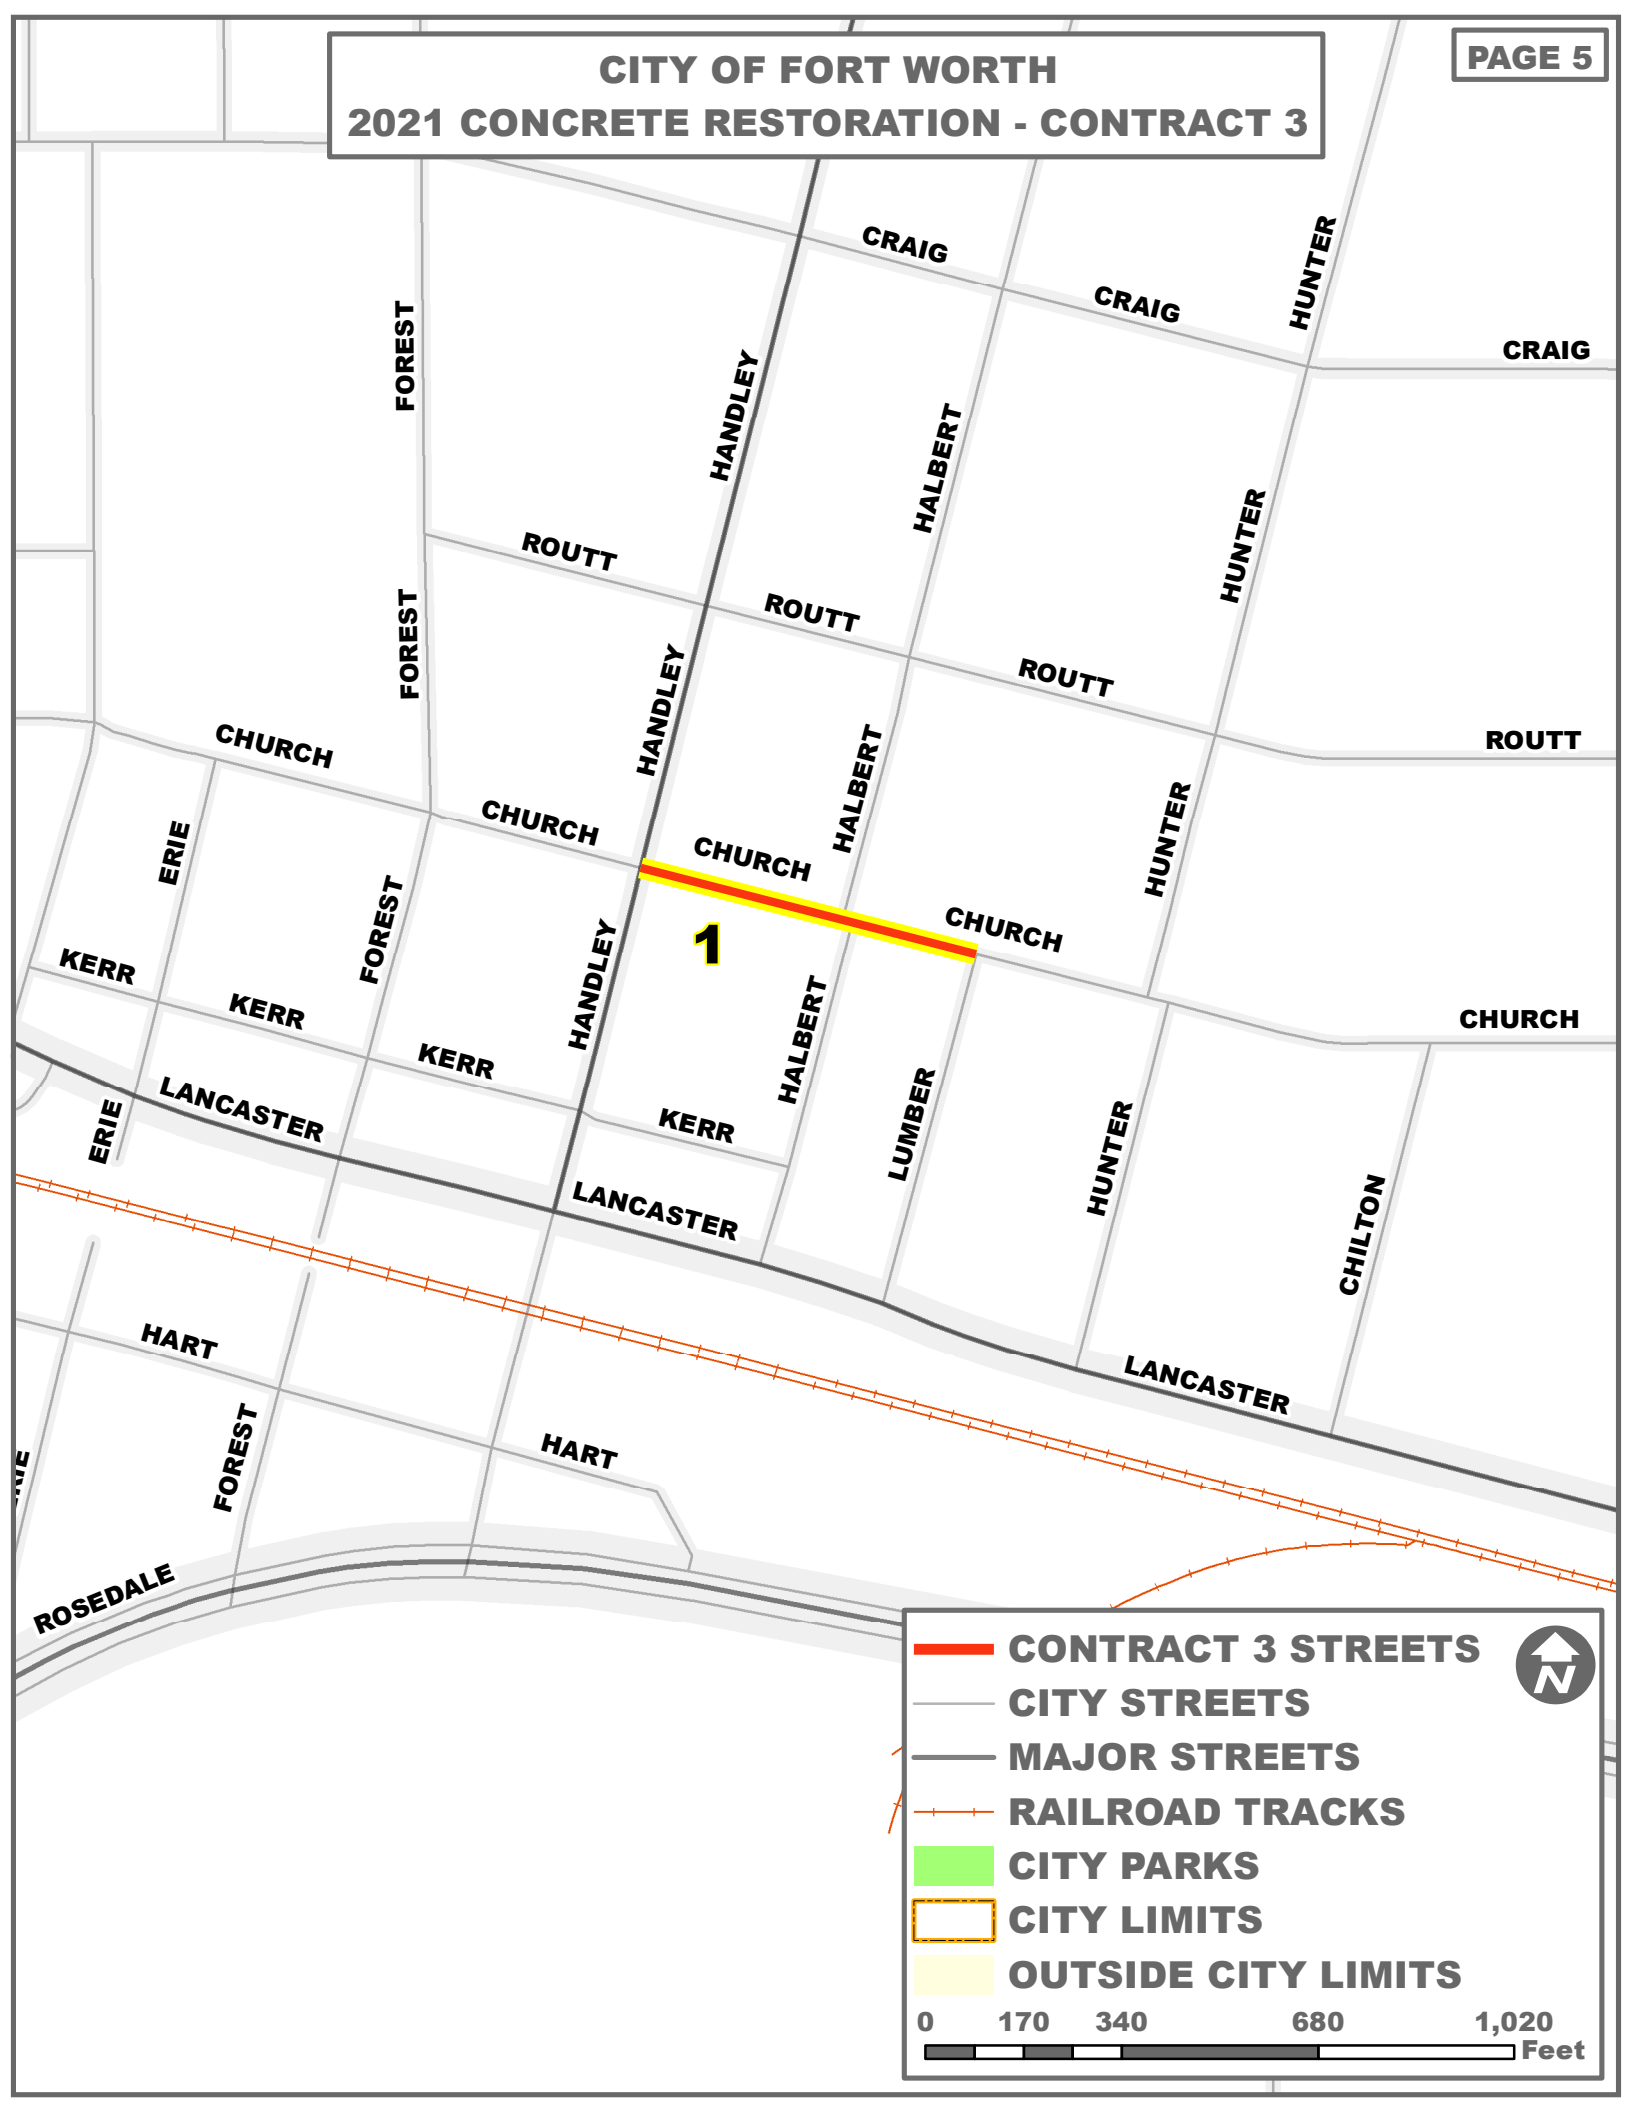 CITY OF FORT WORTH
2021 CONCRETE RESTORATION - CONTRACT 3
PAGE 5
CRAIG
HUNTER
CRAIG
FOREST
CRAIG
HANDLEY
HALBERT
HUNTER
ROUTT
FOREST
ROUTT
HANDLEY
ROUTT
CHURCH
ROUTT
HALBERT
CHURCH
HUNTER
ERIE
CHURCH
FOREST
CHURCH
1
HANDLEY
KERR
KERR
HALBERT
CHURCH
KERR
LANCASTER
ERIE
KERR
LUMBER
HUNTER
LANCASTER
CHILTON
HART
LANCASTER
FOREST
HART
ROSEDALE
CONTRACT 3 STREETS
N
CITY STREETS
MAJOR STREETS
RAILROAD TRACKS
CITY PARKS
CITY LIMITS
OUTSIDE CITY LIMITS
0 170 340 680 1,020
Feet